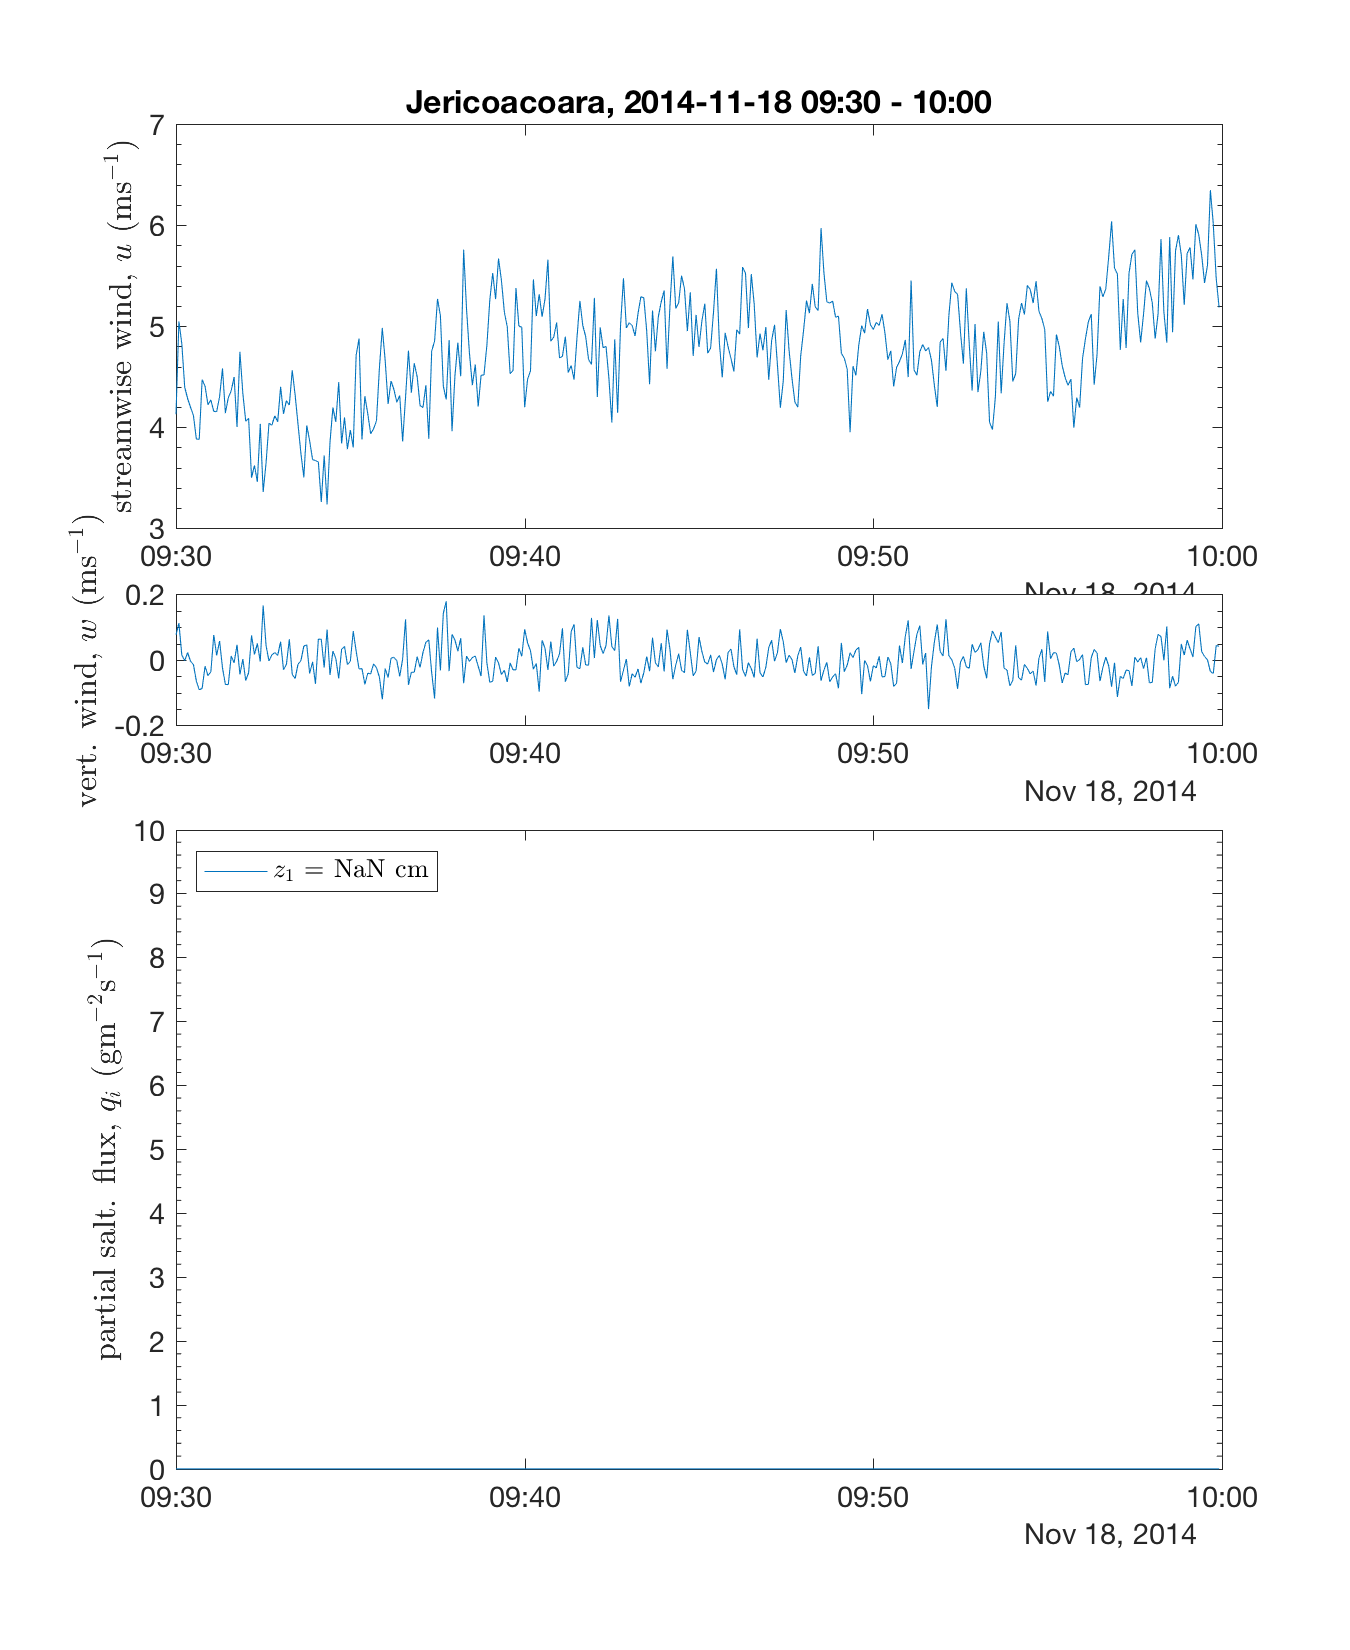 Jericoacoara, 2014-11-18 09:30 - 10:00
streamwise wind, u (ms⁻¹)
7
6
5
4
3
09:30 09:40 09:50 10:00
Nov 18, 2014
vert. wind, w (ms⁻¹)
0.2
0
-0.2
09:30 09:40 09:50 10:00
Nov 18, 2014
partial salt. flux, qᵢ (gm⁻²s⁻¹)
10
9
8
7
6
5
4
3
2
1
0
z₁ = NaN cm
09:30 09:40 09:50 10:00
Nov 18, 2014